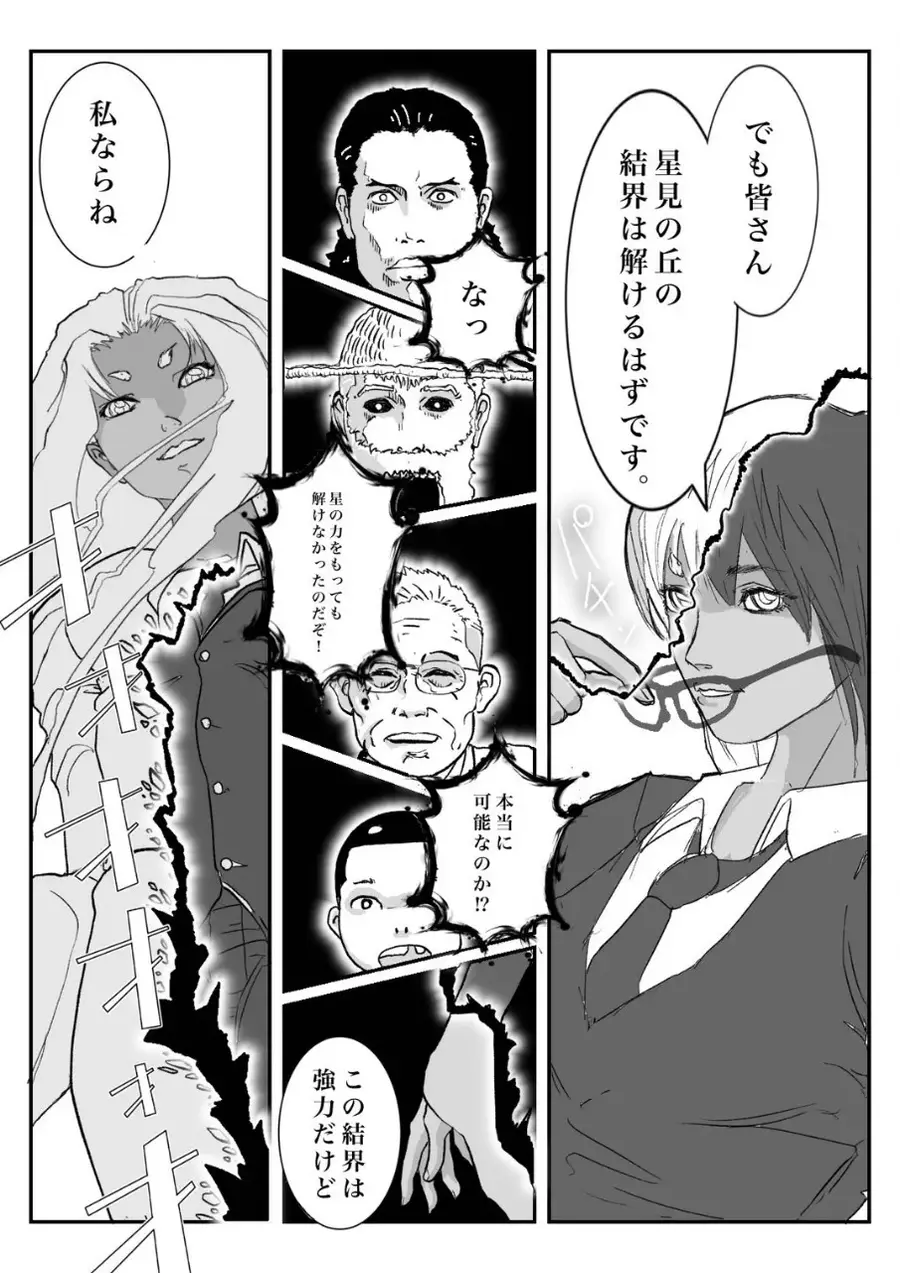 でも皆さん
星見の丘の
結界は解けるはずです。
パタン
なっ
星の力をもっても
解けなかったのだぞ！
本当に
可能なのか⁉
この結界は
強力だけど
私ならね